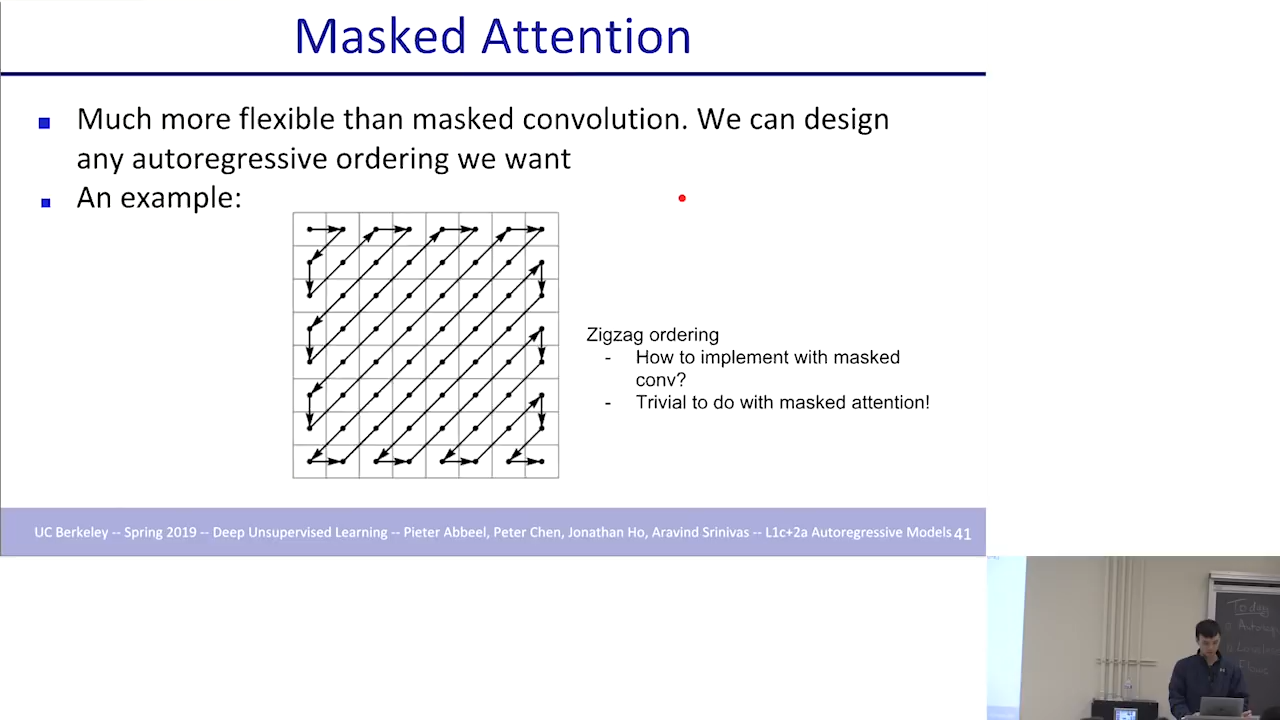 Masked Attention
Much more flexible than masked convolution. We can design
any autoregressive ordering we want
An example:
Zigzag ordering
- How to implement with masked
conv?
- Trivial to do with masked attention!
UC Berkeley -- Spring 2019 -- Deep Unsupervised Learning -- Pieter Abbeel, Peter Chen, Jonathan Ho, Aravind Srinivas -- L1c+2a Autoregressive Models 41
Today